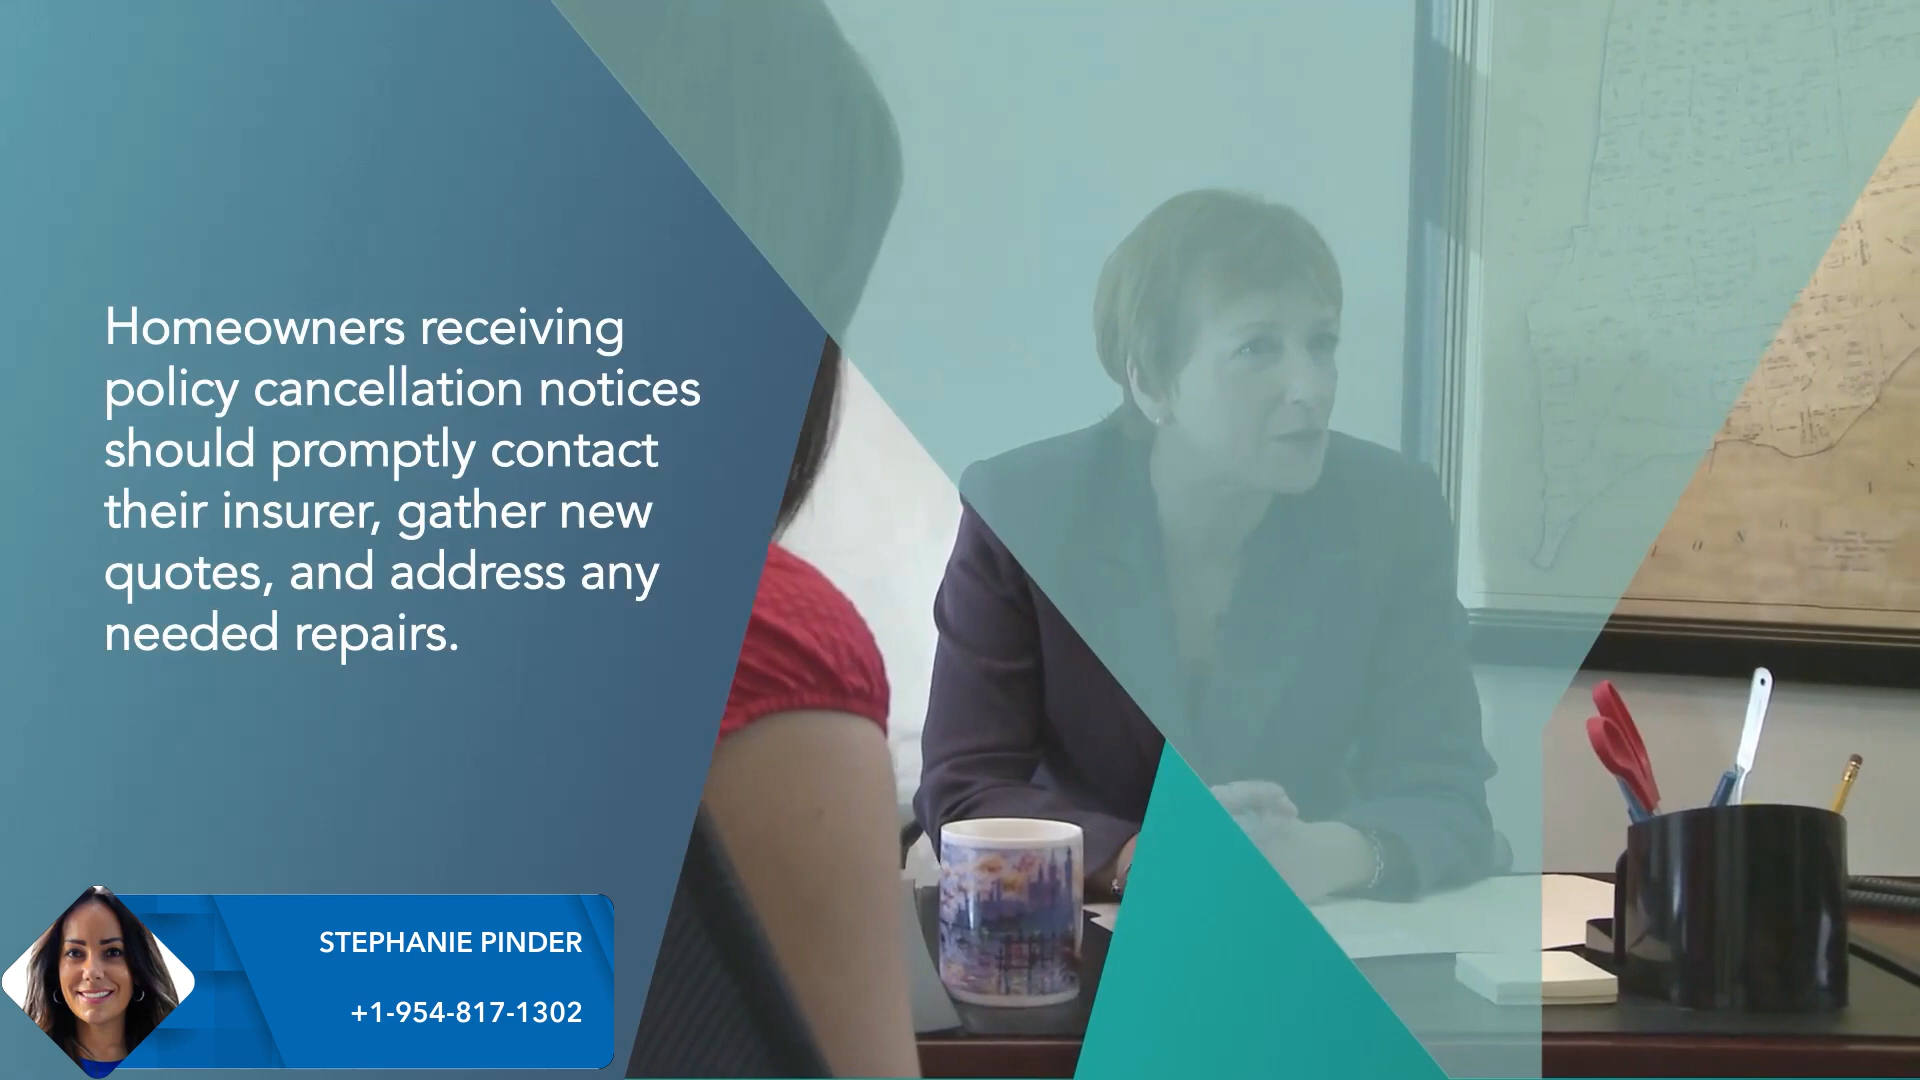 Homeowners receiving
policy cancellation notices
should promptly contact
their insurer, gather new
quotes, and address any
needed repairs.
STEPHANIE PINDER
+1-954-817-1302